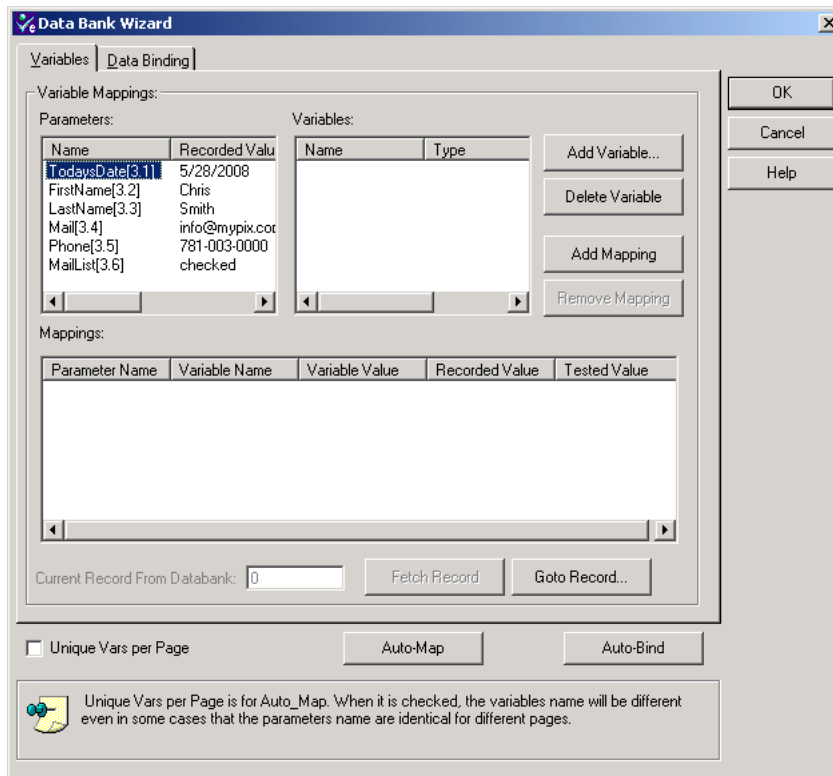 Data Bank Wizard
Variables Data Binding
Variable Mappings:
Parameters:
Name Recorded Valu
TodaysDate[3.1] 5/28/2008
FirstName[3.2] Chris
LastName[3.3] Smith
Mail[3.4] info@mypix.co
Phone[3.5] 781-003-0000
MailList[3.6] checked
Variables:
Name Type
Add Variable...
Delete Variable
Add Mapping
Remove Mapping
OK
Cancel
Help
Mappings:
Parameter Name Variable Name Variable Value Recorded Value Tested Value
Current Record From Databank: 0 Fetch Record Goto Record...
Unique Vars per Page Auto-Map Auto-Bind
Unique Vars per Page is for Auto_Map. When it is checked, the variables name will be different
even in some cases that the parameters name are identical for different pages.